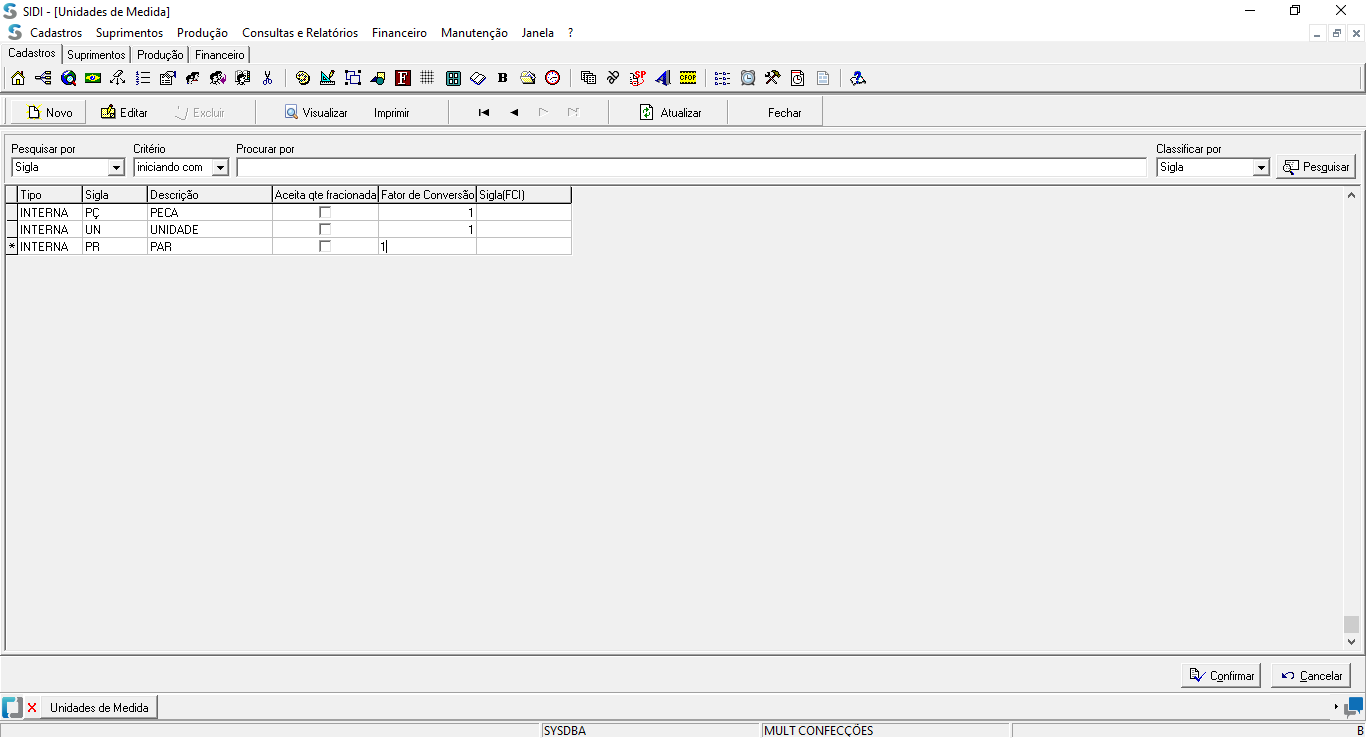 SIDI - [Unidades de Medida]
Cadastros Suprimentos Produção Consultas e Relatórios Financeiro Manutenção Janela ?
Cadastros Suprimentos Produção Financeiro
F B SP CFOP
Novo Editar Excluir Visualizar Imprimir Atualizar Fechar
Pesquisar por Critério Procurar por Classificar por
Sigla iniciando com Sigla Pesquisar
Tipo Sigla Descrição Aceita qte fracionada Fator de Conversão Sigla(FCI)
INTERNA PÇ PECA 1
INTERNA UN UNIDADE 1
* INTERNA PR PAR 1
Confirmar Cancelar
Unidades de Medida
SYSDBA MULT CONFECÇÕES B